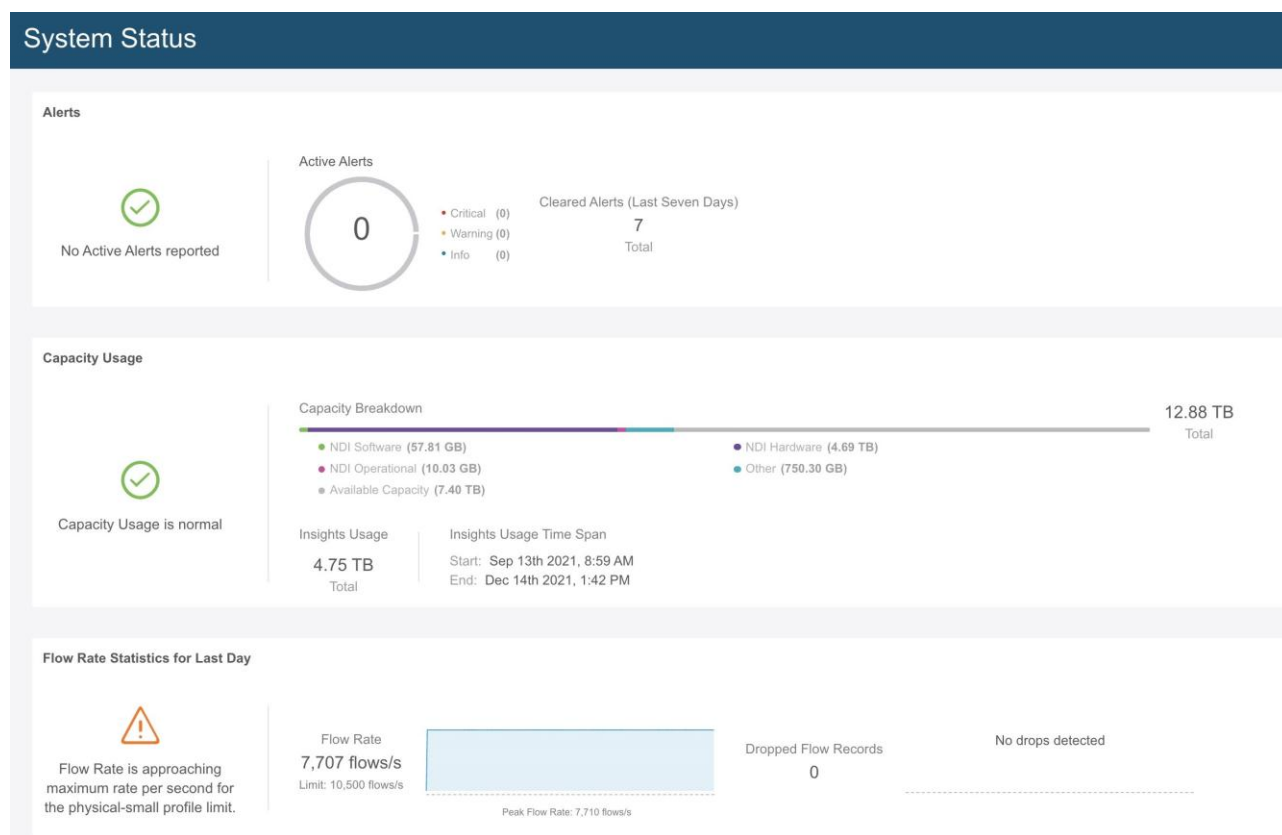 System Status
Alerts
No Active Alerts reported
Active Alerts
0
Critical (0)
Warning (0)
Info (0)
Cleared Alerts (Last Seven Days)
7
Total
Capacity Usage
Capacity Usage is normal
Capacity Breakdown
12.88 TB
Total
NDI Software (57.81 GB)
NDI Hardware (4.69 TB)
NDI Operational (10.03 GB)
Other (750.30 GB)
Available Capacity (7.40 TB)
Insights Usage
4.75 TB
Total
Insights Usage Time Span
Start: Sep 13th 2021, 8:59 AM
End: Dec 14th 2021, 1:42 PM
Flow Rate Statistics for Last Day
Flow Rate is approaching
maximum rate per second for
the physical-small profile limit.
Flow Rate
7,707 flows/s
Limit: 10,500 flows/s
Peak Flow Rate: 7,710 flows/s
Dropped Flow Records
0
No drops detected